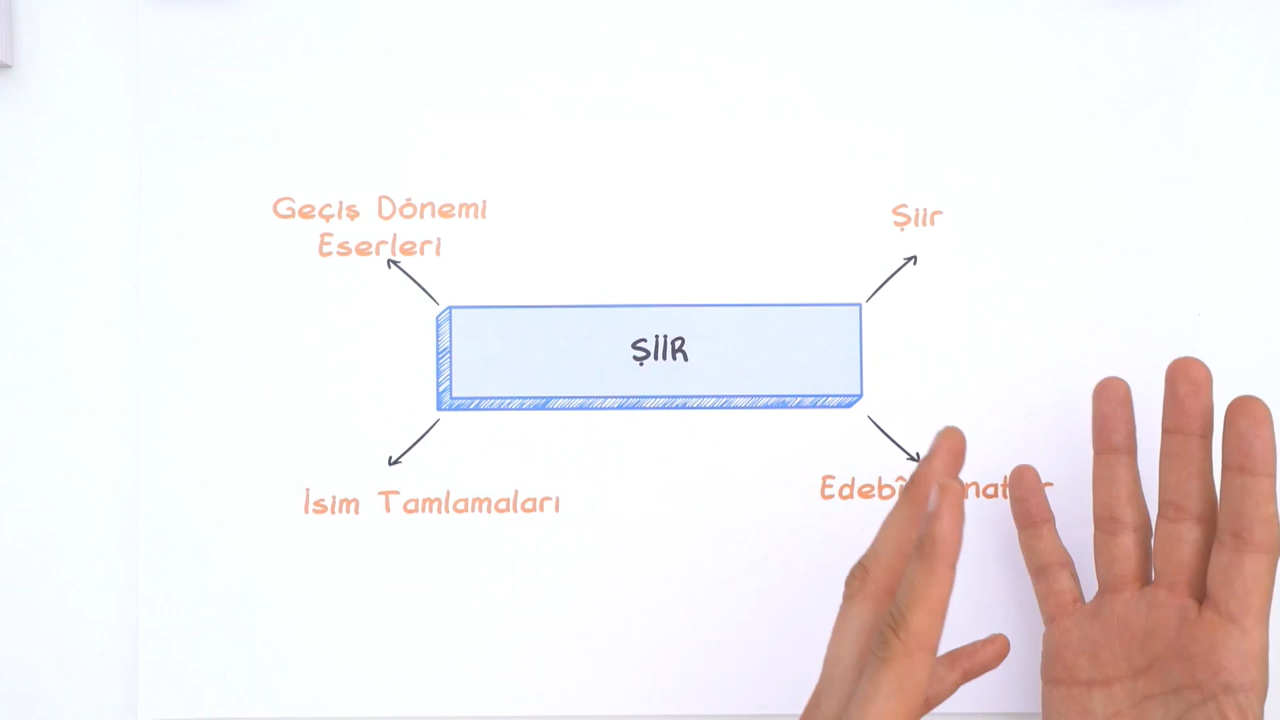 Geçiş Dönemi
Eserleri
Şiir
ŞİİR
İsim Tamlamaları